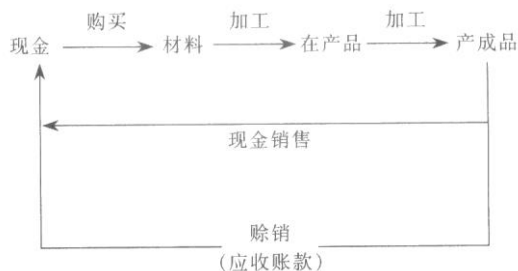 购买 加工 加工
现金 材料 在产品 产成品
现金销售
赊销
(应收账款)